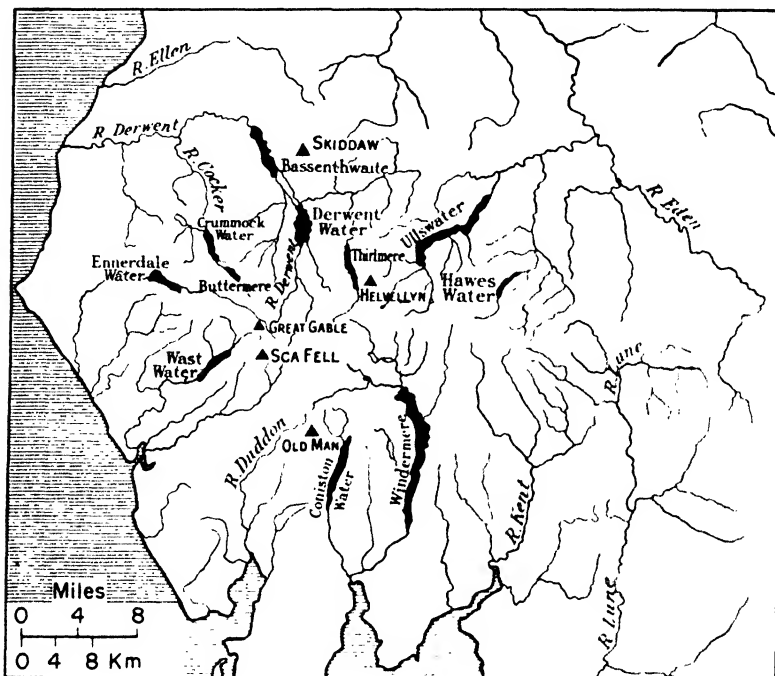 R. Ellen
R. Derwent
SKIDDAW
Bassenthwaite
R. Cocker
Crummock
Water
Derwent
Water
Ullswater
R. Eden
Ennerdale
Water
Buttermere
R. Derwent
Thirlmere
HELVELLYN
Hawes
Water
GREAT GABLE
Wast
Water
SCA FELL
R. Lune
R. Duddon
OLD MAN
Coniston
Water
Windermere
R. Kent
R. Lune
Miles
0 4 8
0 4 8 Km